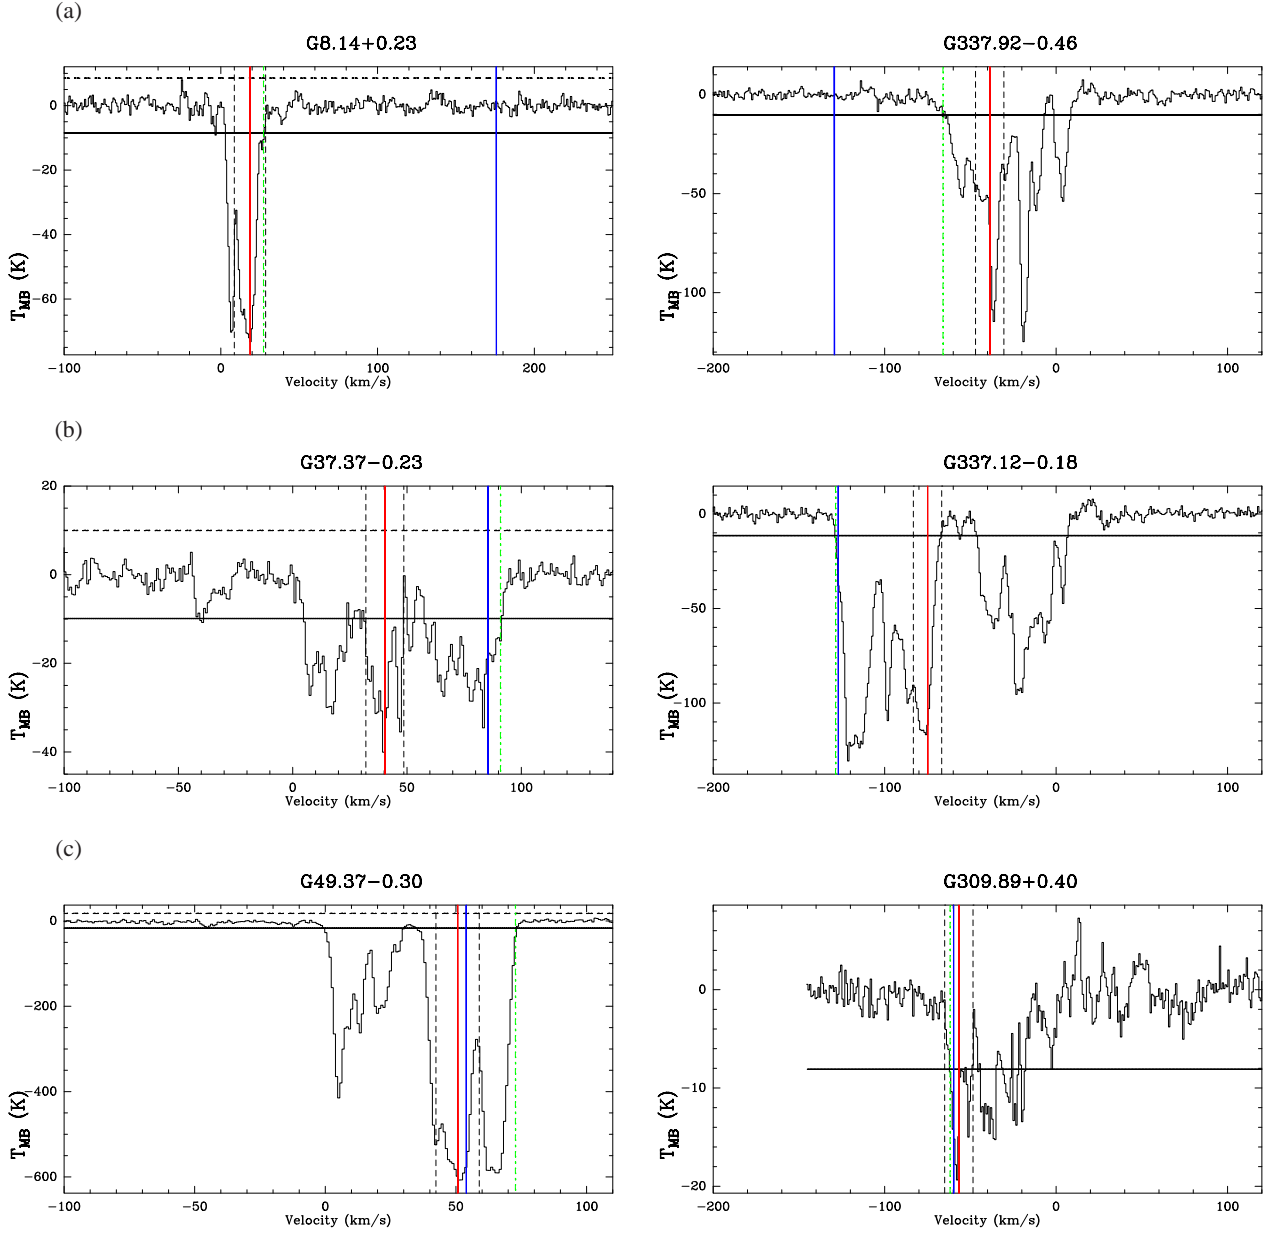 (a)
G8.14+0.23
0
−20
−40
−60
T_MB (K)
−100 0 100 200
Velocity (km/s)
G337.92−0.46
0
−50
−100
T_MB (K)
−200 −100 0 100
Velocity (km/s)
(b)
G37.37−0.23
20
0
−20
−40
T_MB (K)
−100 −50 0 50 100
Velocity (km/s)
G337.12−0.18
0
−50
−100
T_MB (K)
−200 −100 0 100
Velocity (km/s)
(c)
G49.37−0.30
0
−200
−400
−600
T_MB (K)
−100 −50 0 50 100
Velocity (km/s)
G309.89+0.40
0
−10
−20
T_MB (K)
−200 −100 0 100
Velocity (km/s)